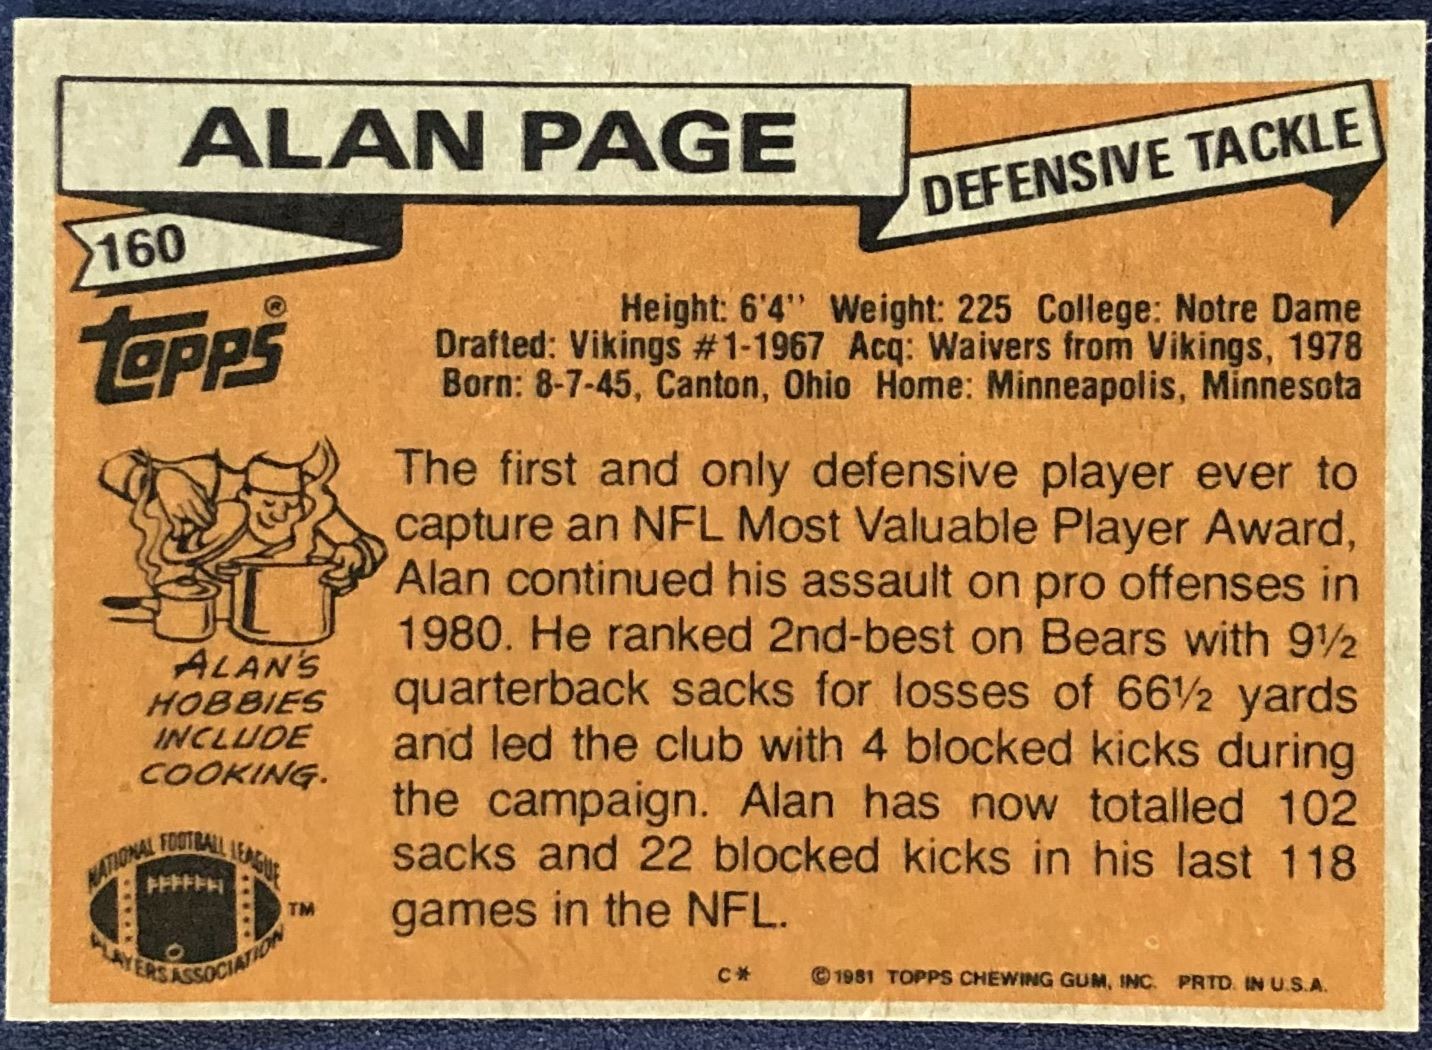 ALAN PAGE
DEFENSIVE TACKLE
160
TOPPS®
Height: 6'4'' Weight: 225 College: Notre Dame
Drafted: Vikings #1-1967 Acq: Waivers from Vikings, 1978
Born: 8-7-45, Canton, Ohio Home: Minneapolis, Minnesota
The first and only defensive player ever to
capture an NFL Most Valuable Player Award,
Alan continued his assault on pro offenses in
1980. He ranked 2nd-best on Bears with 9½
quarterback sacks for losses of 66½ yards
and led the club with 4 blocked kicks during
the campaign. Alan has now totalled 102
sacks and 22 blocked kicks in his last 118
games in the NFL.
ALAN'S
HOBBIES
INCLUDE
COOKING.
NATIONAL FOOTBALL LEAGUE
PLAYERS ASSOCIATION
TM
C* ©1981 TOPPS CHEWING GUM, INC. PRTD. IN U.S.A.